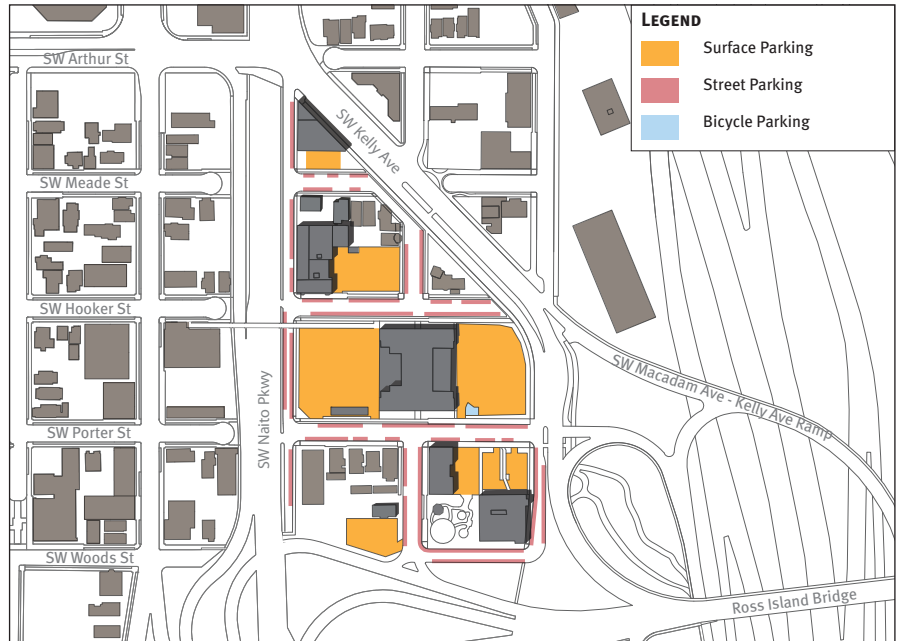 LEGEND
Surface Parking
Street Parking
Bicycle Parking
SW Arthur St
SW Kelly Ave
SW Meade St
SW Hooker St
SW Naito Pkwy
SW Macadam Ave - Kelly Ave Ramp
SW Porter St
SW Woods St
Ross Island Bridge